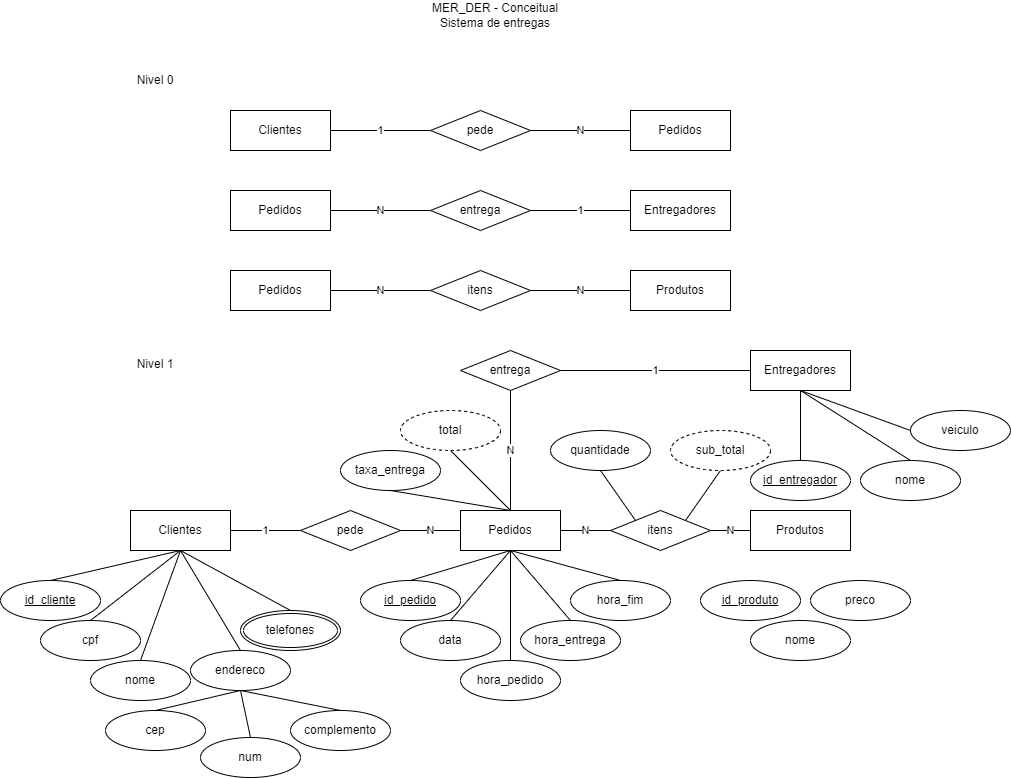 MER_DER - Conceitual
Sistema de entregas
Nivel 0
Clientes 1 pede N Pedidos
Pedidos N entrega 1 Entregadores
Pedidos N itens N Produtos
Nivel 1
entrega 1 Entregadores
total
N
quantidade
sub_total
veiculo
taxa_entrega
id_entregador
nome
Clientes 1 pede N Pedidos N itens N Produtos
id_cliente
cpf
nome
endereco
telefones
cep
num
complemento
id_pedido
data
hora_pedido
hora_entrega
hora_fim
id_produto
nome
preco